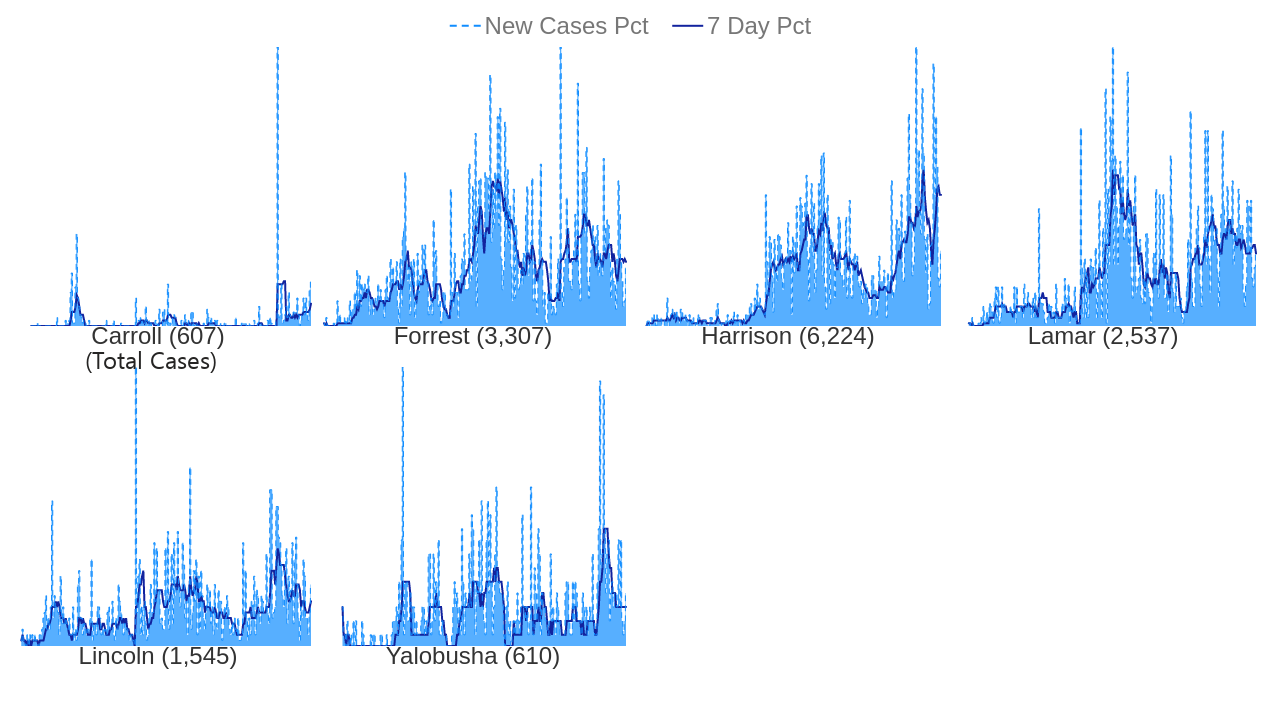 New Cases Pct 7 Day Pct
Carroll (607)
(Total Cases)
Forrest (3,307)
Harrison (6,224)
Lamar (2,537)
Lincoln (1,545)
Yalobusha (610)